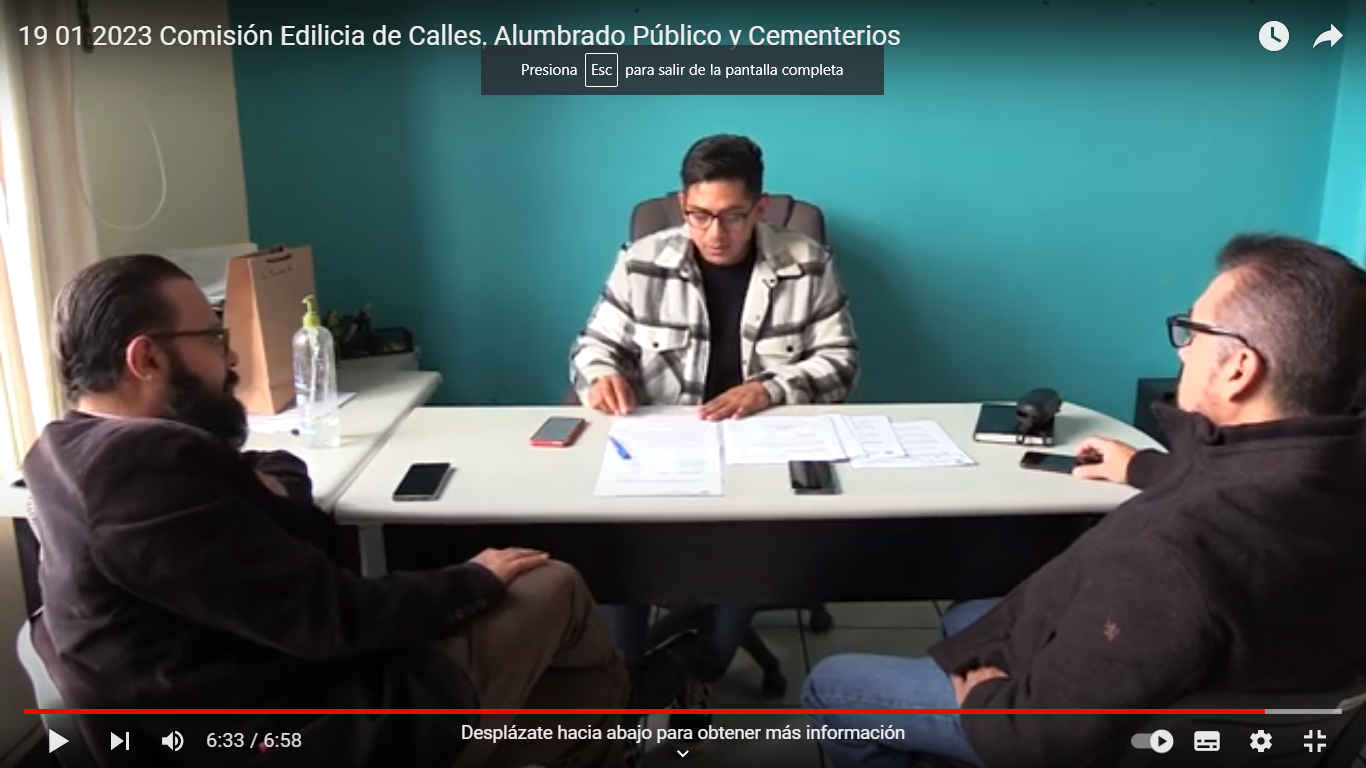 19 01 2023 Comisión Edilicia de Calles, Alumbrado Público y Cementerios
Presiona Esc para salir de la pantalla completa
6:33 / 6:58
Desplázate hacia abajo para obtener más información